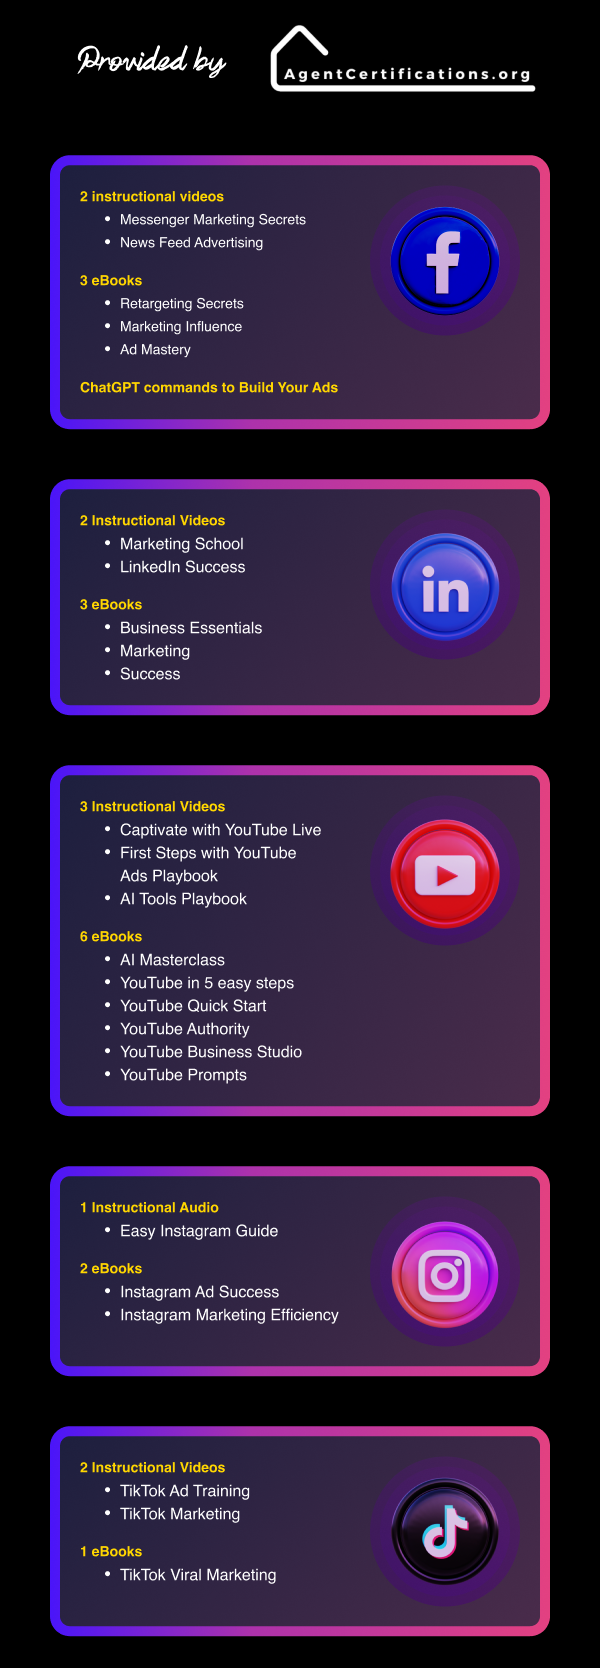 Provided by
AgentCertifications.org
2 instructional videos
• Messenger Marketing Secrets
• News Feed Advertising
3 eBooks
• Retargeting Secrets
• Marketing Influence
• Ad Mastery
ChatGPT commands to Build Your Ads
2 Instructional Videos
• Marketing School
• LinkedIn Success
in
3 eBooks
• Business Essentials
• Marketing
• Success
3 Instructional Videos
• Captivate with YouTube Live
• First Steps with YouTube
Ads Playbook
• AI Tools Playbook
6 eBooks
• AI Masterclass
• YouTube in 5 easy steps
• YouTube Quick Start
• YouTube Authority
• YouTube Business Studio
• YouTube Prompts
1 Instructional Audio
• Easy Instagram Guide
2 eBooks
• Instagram Ad Success
• Instagram Marketing Efficiency
2 Instructional Videos
• TikTok Ad Training
• TikTok Marketing
1 eBooks
• TikTok Viral Marketing